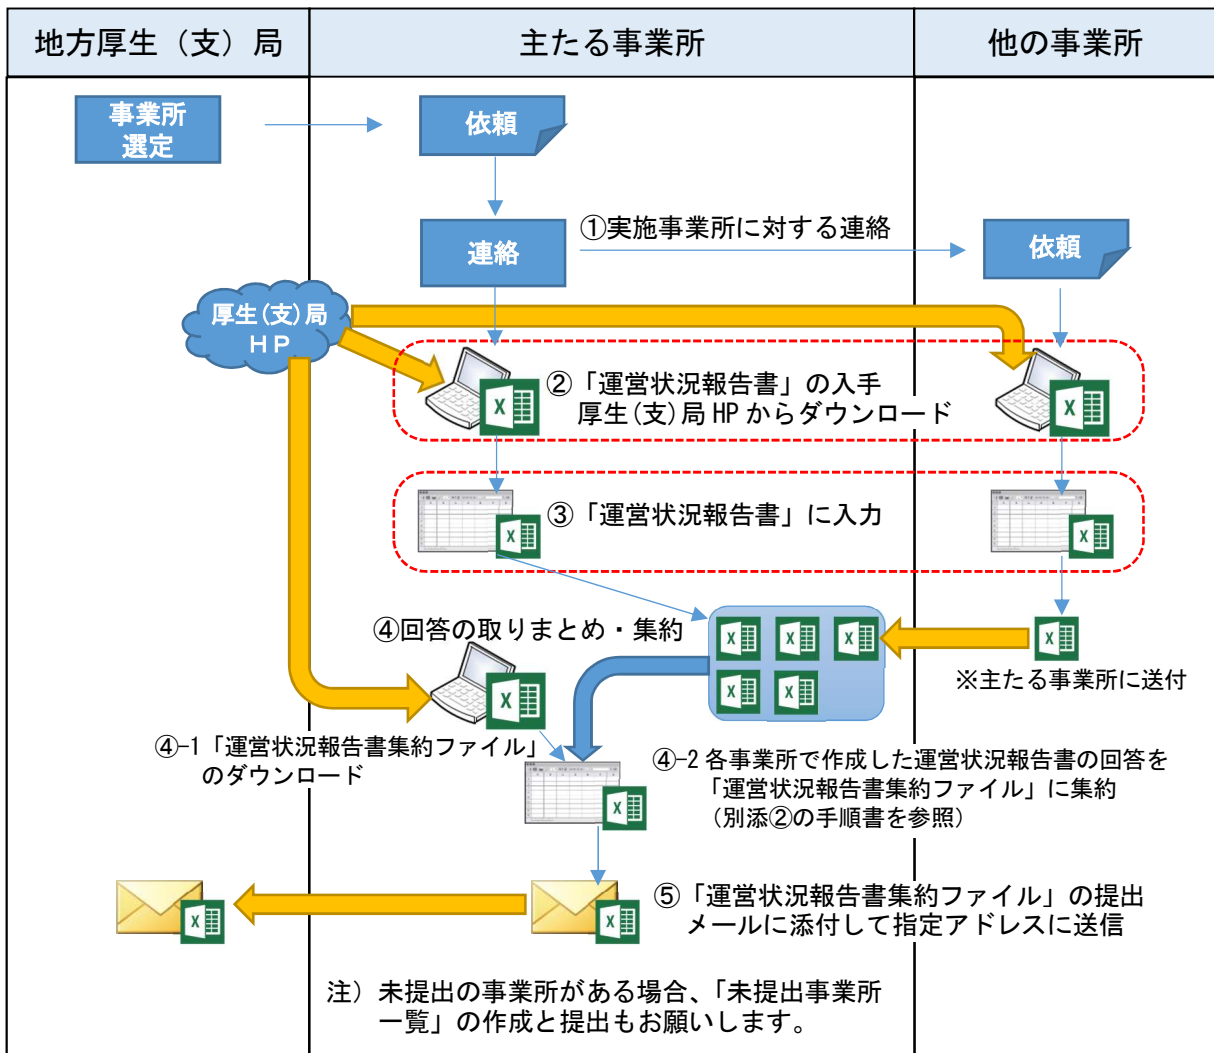 地方厚生（支）局
主たる事業所
他の事業所
事業所
選定
依頼
連絡
①実施事業所に対する連絡
依頼
厚生(支)局
ＨＰ
②「運営状況報告書」の入手
厚生(支)局 HP からダウンロード
③「運営状況報告書」に入力
④回答の取りまとめ・集約
※主たる事業所に送付
④-1「運営状況報告書集約ファイル」
のダウンロード
④-2 各事業所で作成した運営状況報告書の回答を
「運営状況報告書集約ファイル」に集約
（別添②の手順書を参照）
⑤「運営状況報告書集約ファイル」の提出
メールに添付して指定アドレスに送信
注）未提出の事業所がある場合、「未提出事業所
一覧」の作成と提出もお願いします。